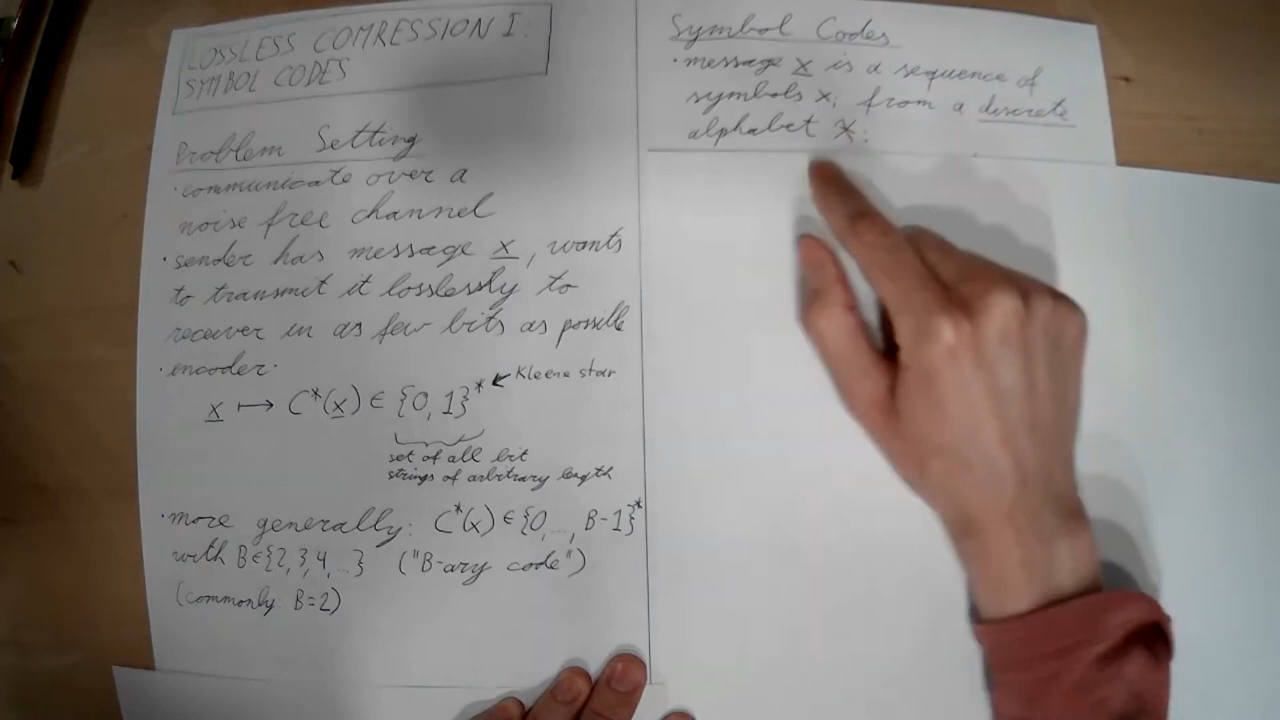 LOSSLESS COMRESSION I:
SYMBOL CODES
Problem Setting
• communicate over a
noise free channel
• sender has message x, wants
to transmit it losslessly to
receiver in as few bits as possible
• encoder:
x ↦ C*(x) ∈ {0, 1}* ← Kleene star
set of all bit
strings of arbitrary length
• more generally: C*(x) ∈ {0, ..., B-1}*
with B∈{2,3,4,...} ("B-ary code")
(commonly: B=2)
Symbol Codes
• message x is a sequence of
symbols xᵢ from a discrete
alphabet 𝔛: